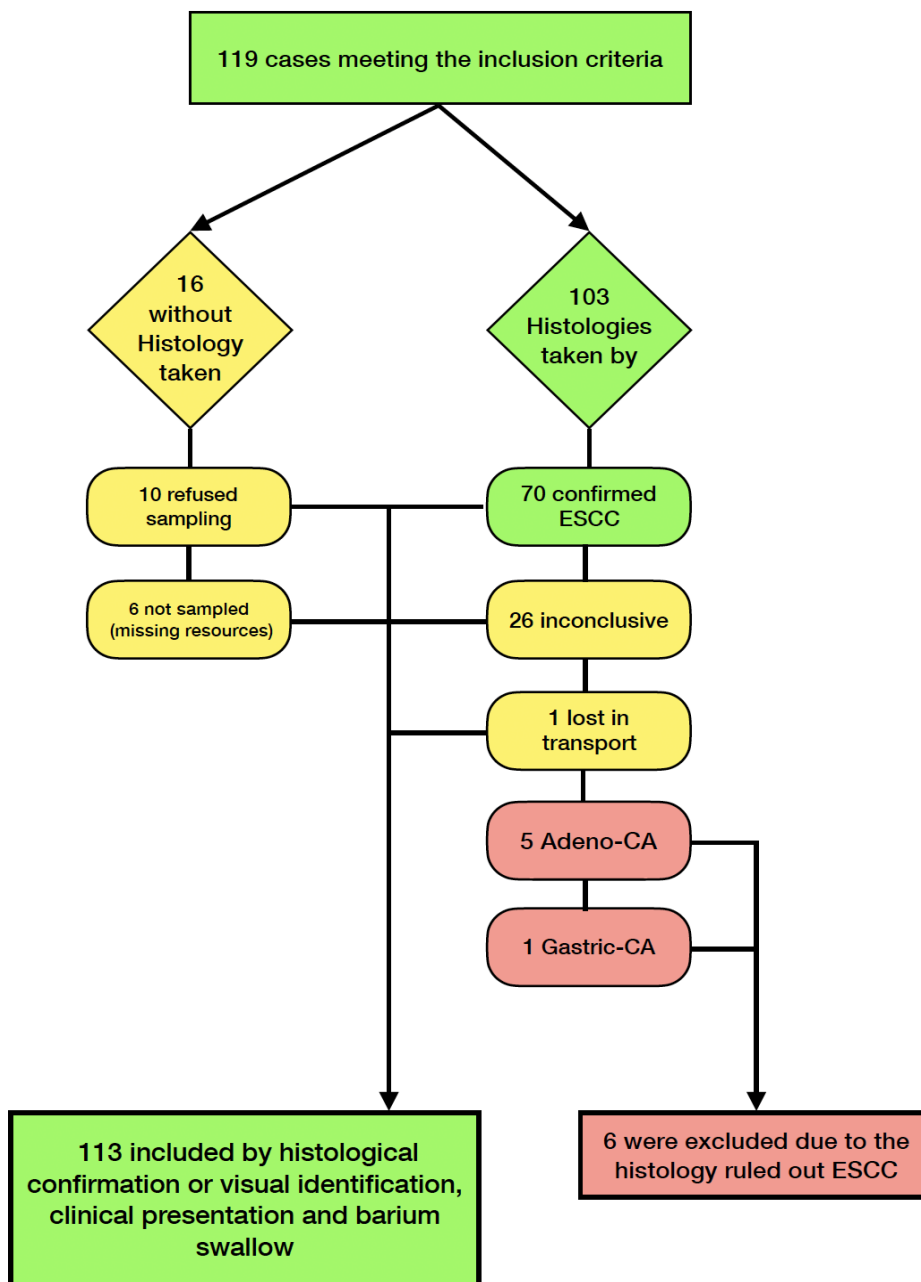 119 cases meeting the inclusion criteria
16
without
Histology
taken
103
Histologies
taken by
10 refused
sampling
70 confirmed
ESCC
6 not sampled
(missing resources)
26 inconclusive
1 lost in
transport
5 Adeno-CA
1 Gastric-CA
113 included by histological
confirmation or visual identification,
clinical presentation and barium
swallow
6 were excluded due to the
histology ruled out ESCC